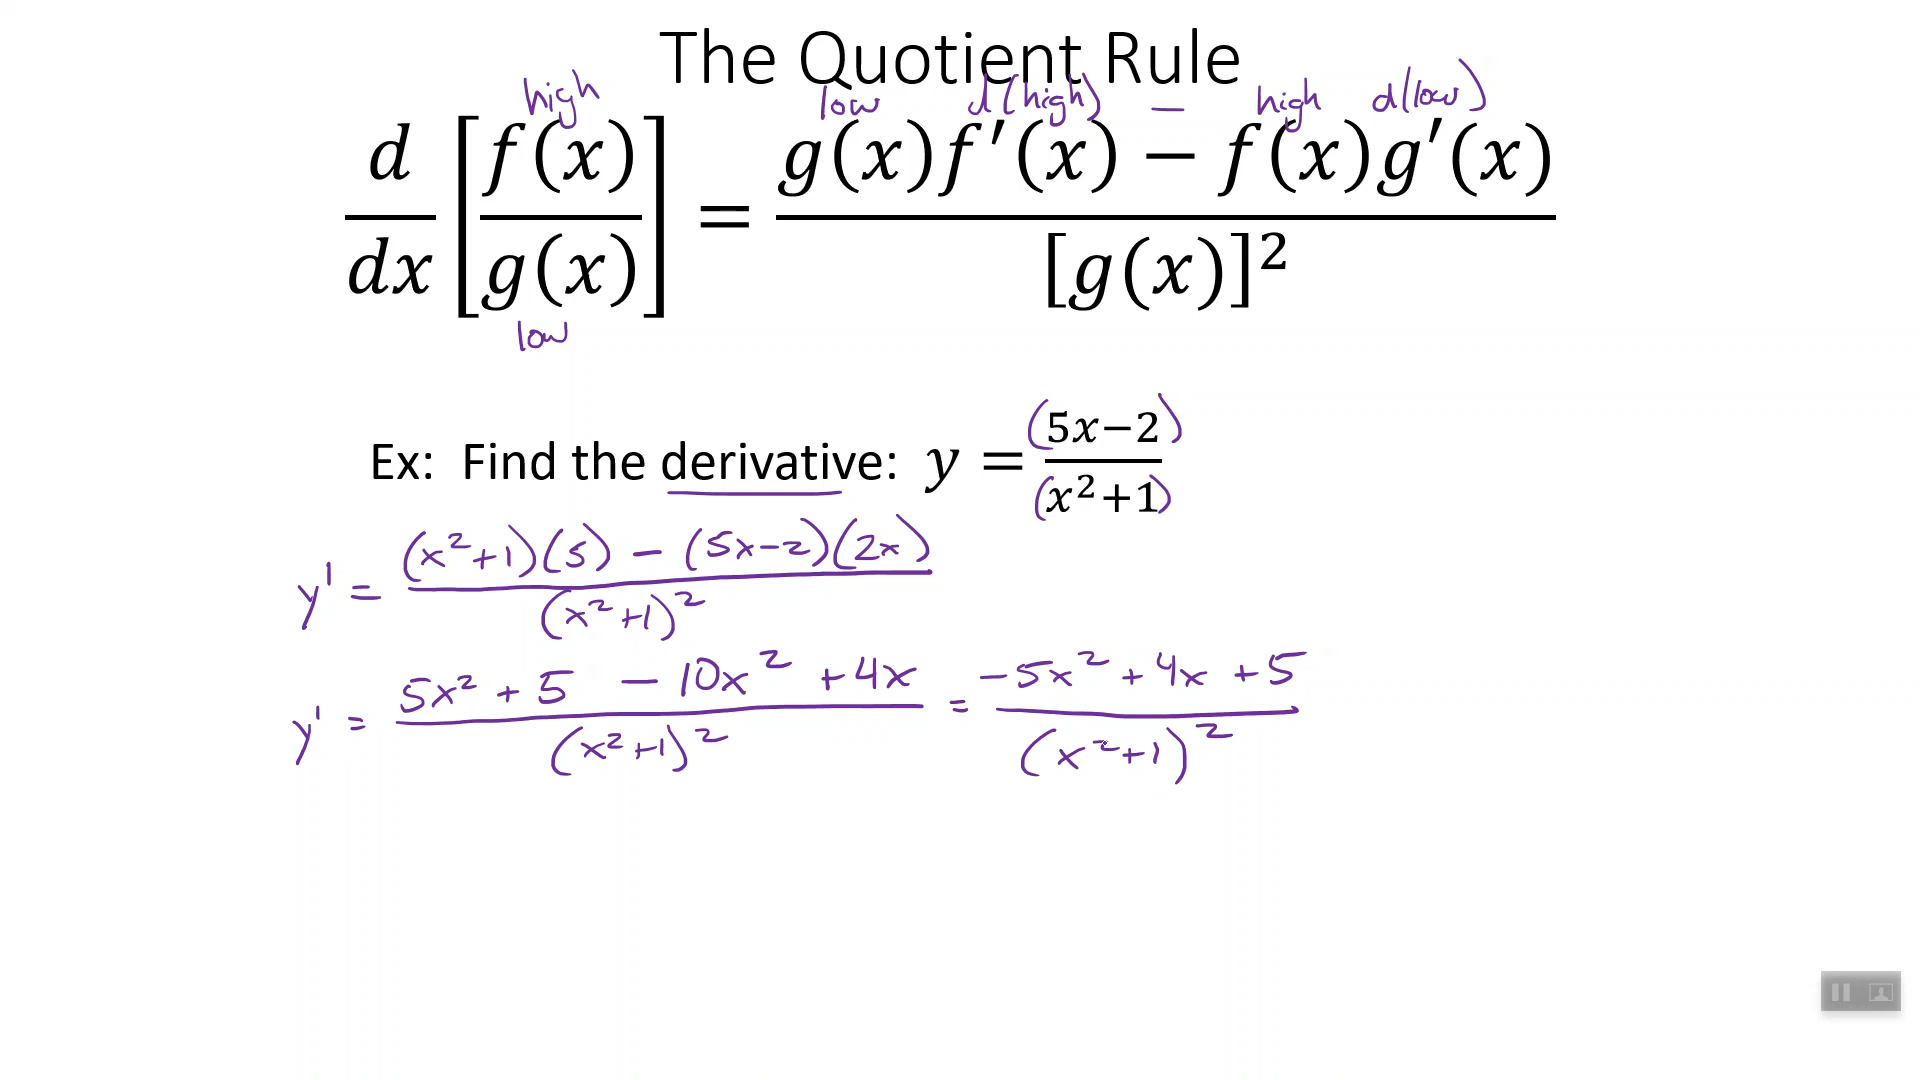 The Quotient Rule
high low d(high) − high d(low)
d/dx [f(x)/g(x)] = g(x)f′(x) − f(x)g′(x) / [g(x)]²
low
Ex: Find the derivative: y = (5x−2)/(x²+1)
y' = (x²+1)(5) − (5x−2)(2x) / (x²+1)²
y' = 5x² + 5 − 10x² + 4x / (x²+1)² = −5x² + 4x + 5 / (x²+1)²